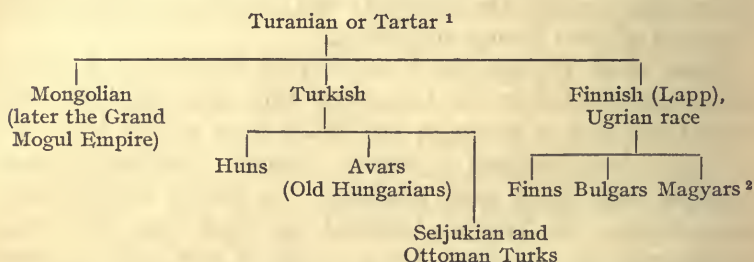 Turanian or Tartar ¹
Mongolian
(later the Grand
Mogul Empire)
Turkish
Finnish (Lapp),
Ugrian race
Huns
Avars
(Old Hungarians)
Finns Bulgars Magyars ²
Seljukian and
Ottoman Turks